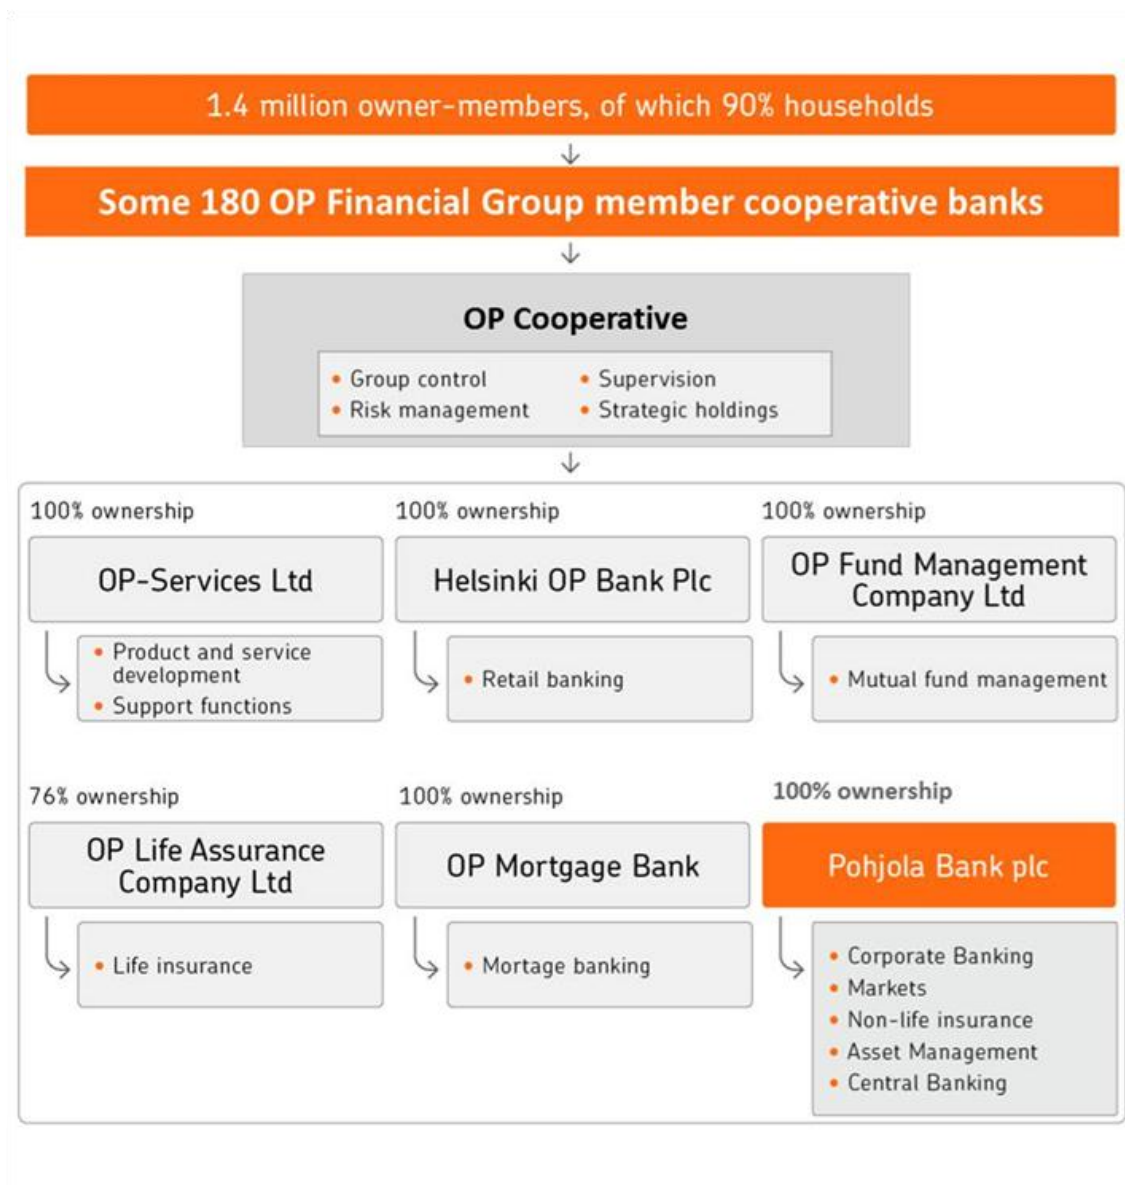 1.4 million owner-members, of which 90% households
Some 180 OP Financial Group member cooperative banks
OP Cooperative
• Group control
• Risk management
• Supervision
• Strategic holdings
100% ownership
OP-Services Ltd
• Product and service
development
• Support functions
100% ownership
Helsinki OP Bank Plc
• Retail banking
100% ownership
OP Fund Management
Company Ltd
• Mutual fund management
76% ownership
OP Life Assurance
Company Ltd
• Life insurance
100% ownership
OP Mortgage Bank
• Mortage banking
100% ownership
Pohjola Bank plc
• Corporate Banking
• Markets
• Non-life insurance
• Asset Management
• Central Banking